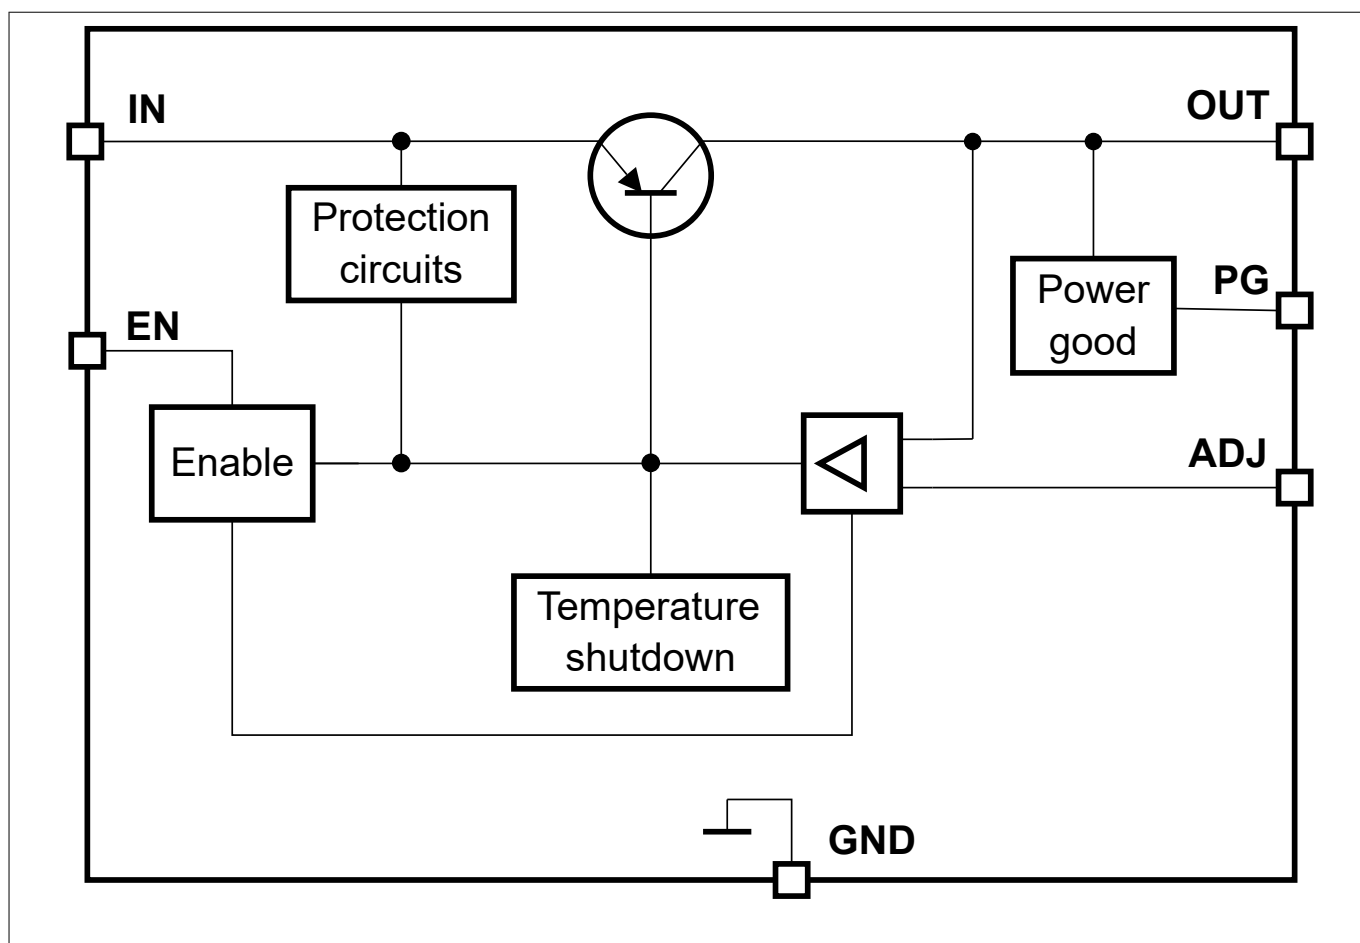 IN
OUT
Protection
circuits
Power
good
PG
EN
Enable
ADJ
Temperature
shutdown
GND